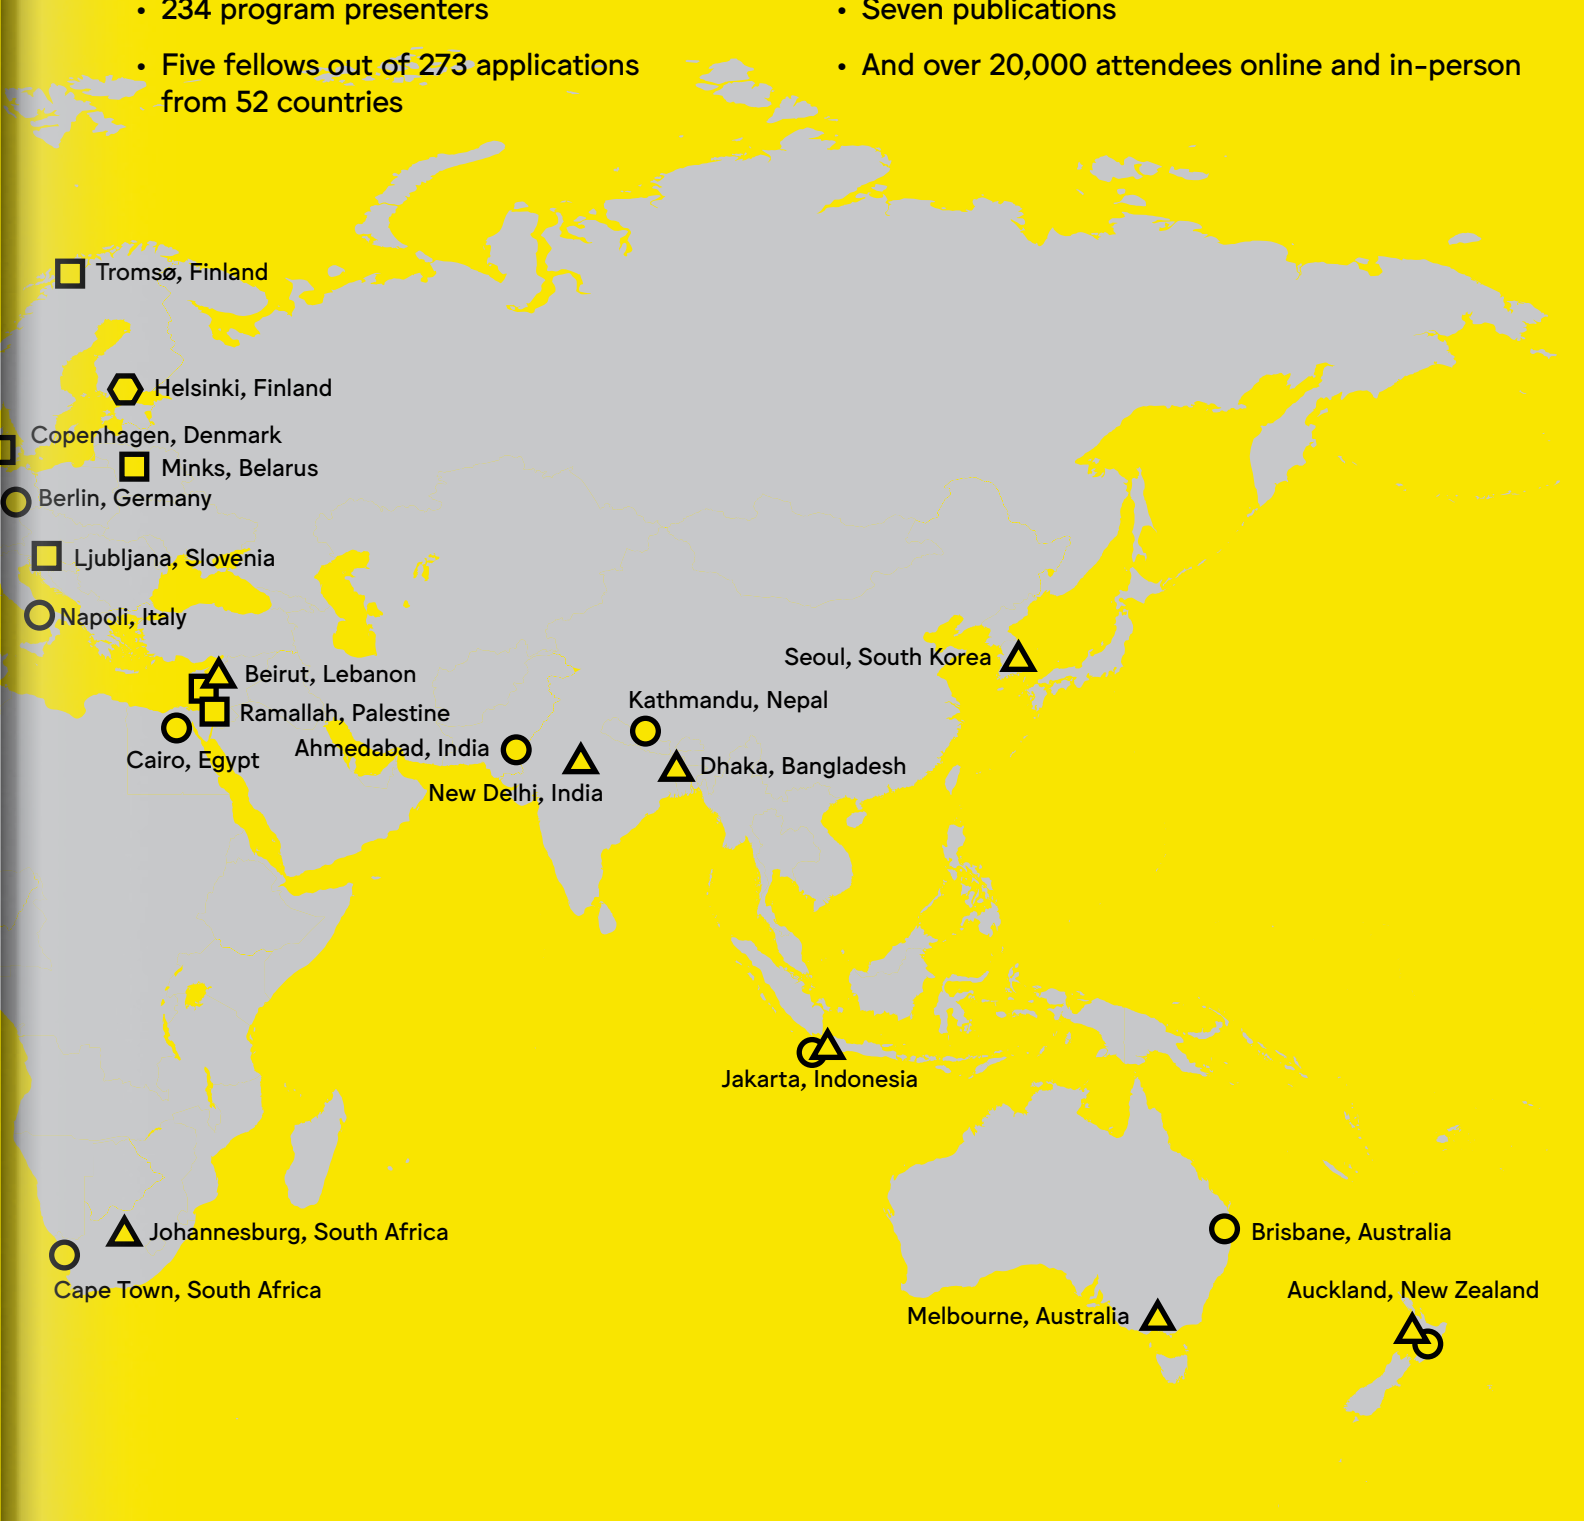 • 234 program presenters
• Five fellows out of 273 applications
from 52 countries
• Seven publications
• And over 20,000 attendees online and in-person
Tromsø, Finland
Helsinki, Finland
Copenhagen, Denmark
Minks, Belarus
Berlin, Germany
Ljubljana, Slovenia
Napoli, Italy
Beirut, Lebanon
Ramallah, Palestine
Cairo, Egypt
Ahmedabad, India
New Delhi, India
Kathmandu, Nepal
Dhaka, Bangladesh
Seoul, South Korea
Jakarta, Indonesia
Johannesburg, South Africa
Cape Town, South Africa
Brisbane, Australia
Melbourne, Australia
Auckland, New Zealand